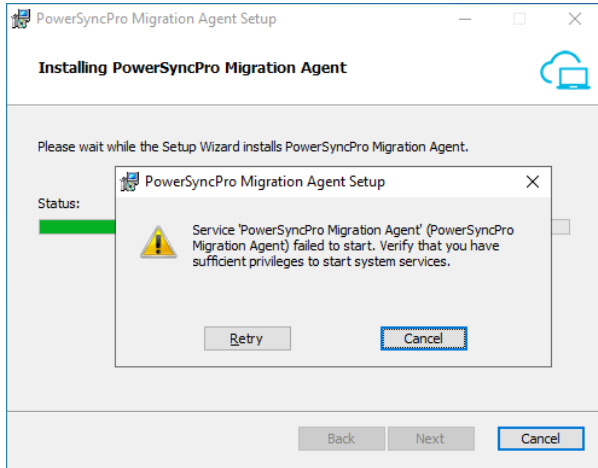 PowerSyncPro Migration Agent Setup
Installing PowerSyncPro Migration Agent
Please wait while the Setup Wizard installs PowerSyncPro Migration Agent.
Status:
PowerSyncPro Migration Agent Setup
Service 'PowerSyncPro Migration Agent' (PowerSyncPro
Migration Agent) failed to start. Verify that you have
sufficient privileges to start system services.
Retry
Cancel
Back
Next
Cancel